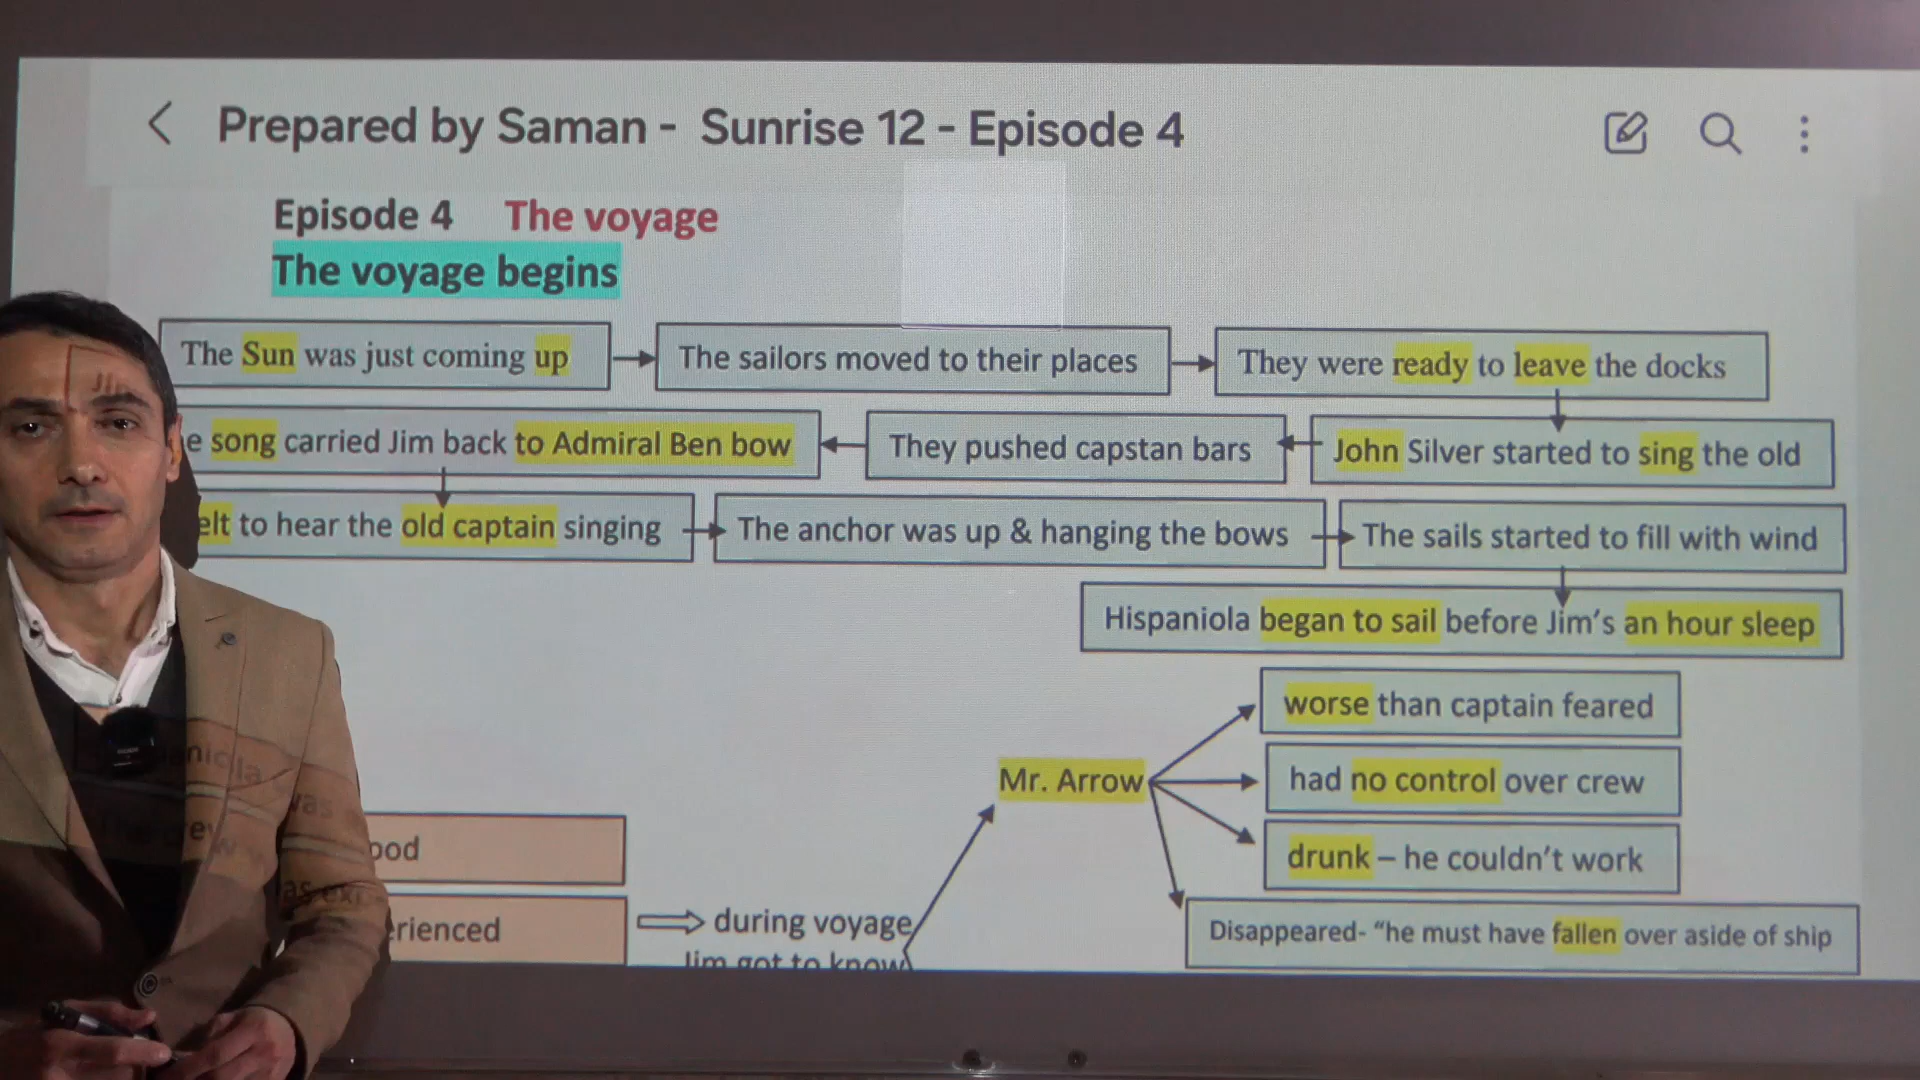 Prepared by Saman - Sunrise 12 - Episode 4
Episode 4 The voyage
The voyage begins
The Sun was just coming up
The sailors moved to their places
They were ready to leave the docks
song carried Jim back to Admiral Ben bow
They pushed capstan bars
John Silver started to sing the old
to hear the old captain singing
The anchor was up & hanging the bows
The sails started to fill with wind
Hispaniola began to sail before Jim's an hour sleep
worse than captain feared
Mr. Arrow
had no control over crew
drunk – he couldn't work
during voyage
Jim got to know
Disappeared- "he must have fallen over aside of ship